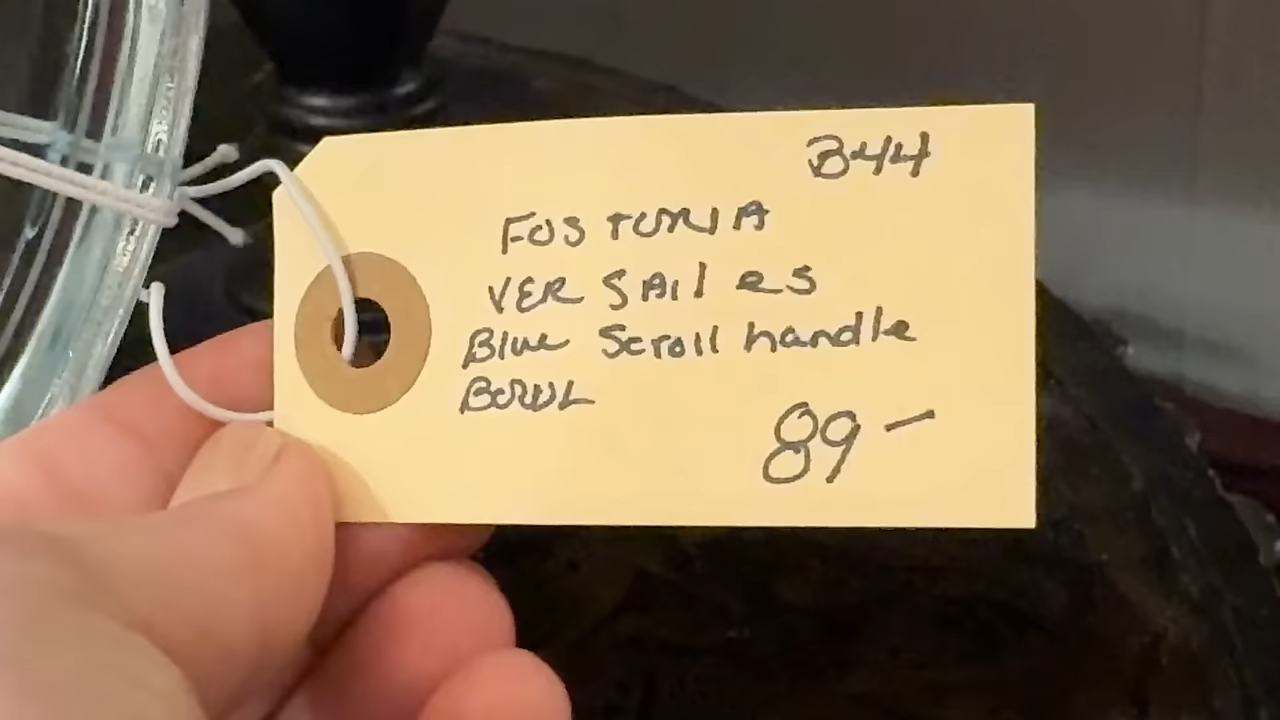 B44
FOSTORIA
VERSAILES
Blue Scroll handle
BOWL
89-